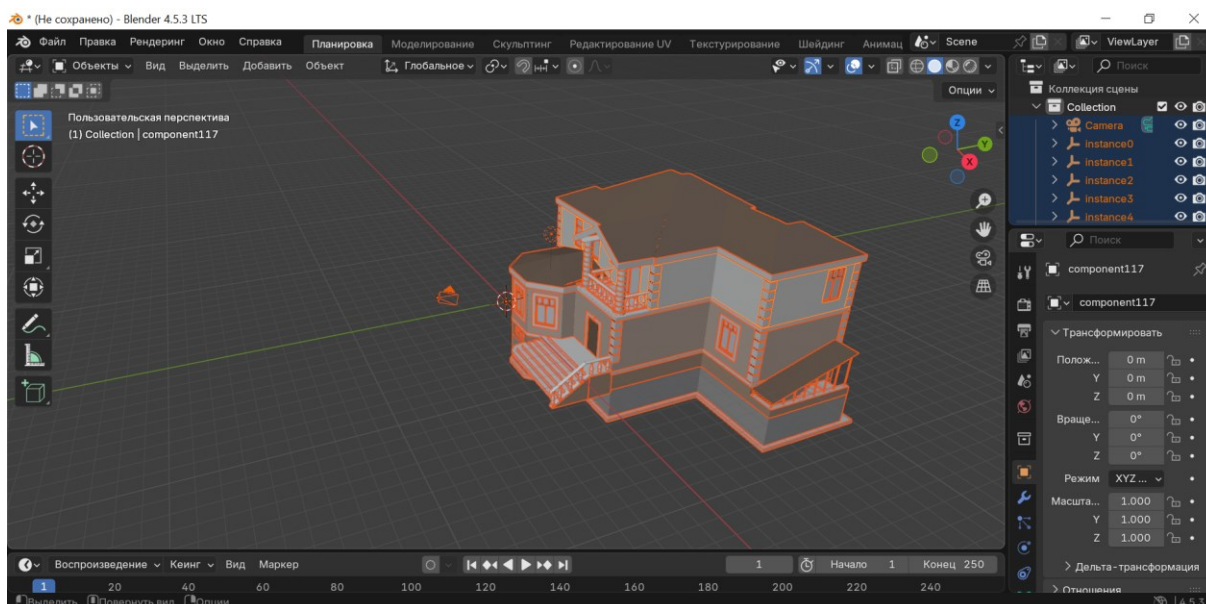 * (Не сохранено) - Blender 4.5.3 LTS
Файл Правка Рендеринг Окно Справка Планировка Моделирование Скульптинг Редактирование UV Текстурирование Шейдинг Анимац Scene ViewLayer
Объекты Вид Выделить Добавить Объект Глобальное Поиск
Опции
Пользовательская перспектива
(1) Collection | component117
Z
Y
X
Коллекция сцены
Collection
Camera
instance0
instance1
instance2
instance3
instance4
Поиск
component117
component117
Трансформировать
Полож... 0 m
Y 0 m
Z 0 m
Враще... 0°
Y 0°
Z 0°
Режим XYZ ...
Масшта... 1.000
Y 1.000
Z 1.000
Дельта-трансформация
Отношения
Воспроизведение Кеинг Вид Маркер 1 Начало 1 Конец 250
1 20 40 60 80 100 120 140 160 180 200 220 240
Выделить Повернуть вид Опции 4.5.3